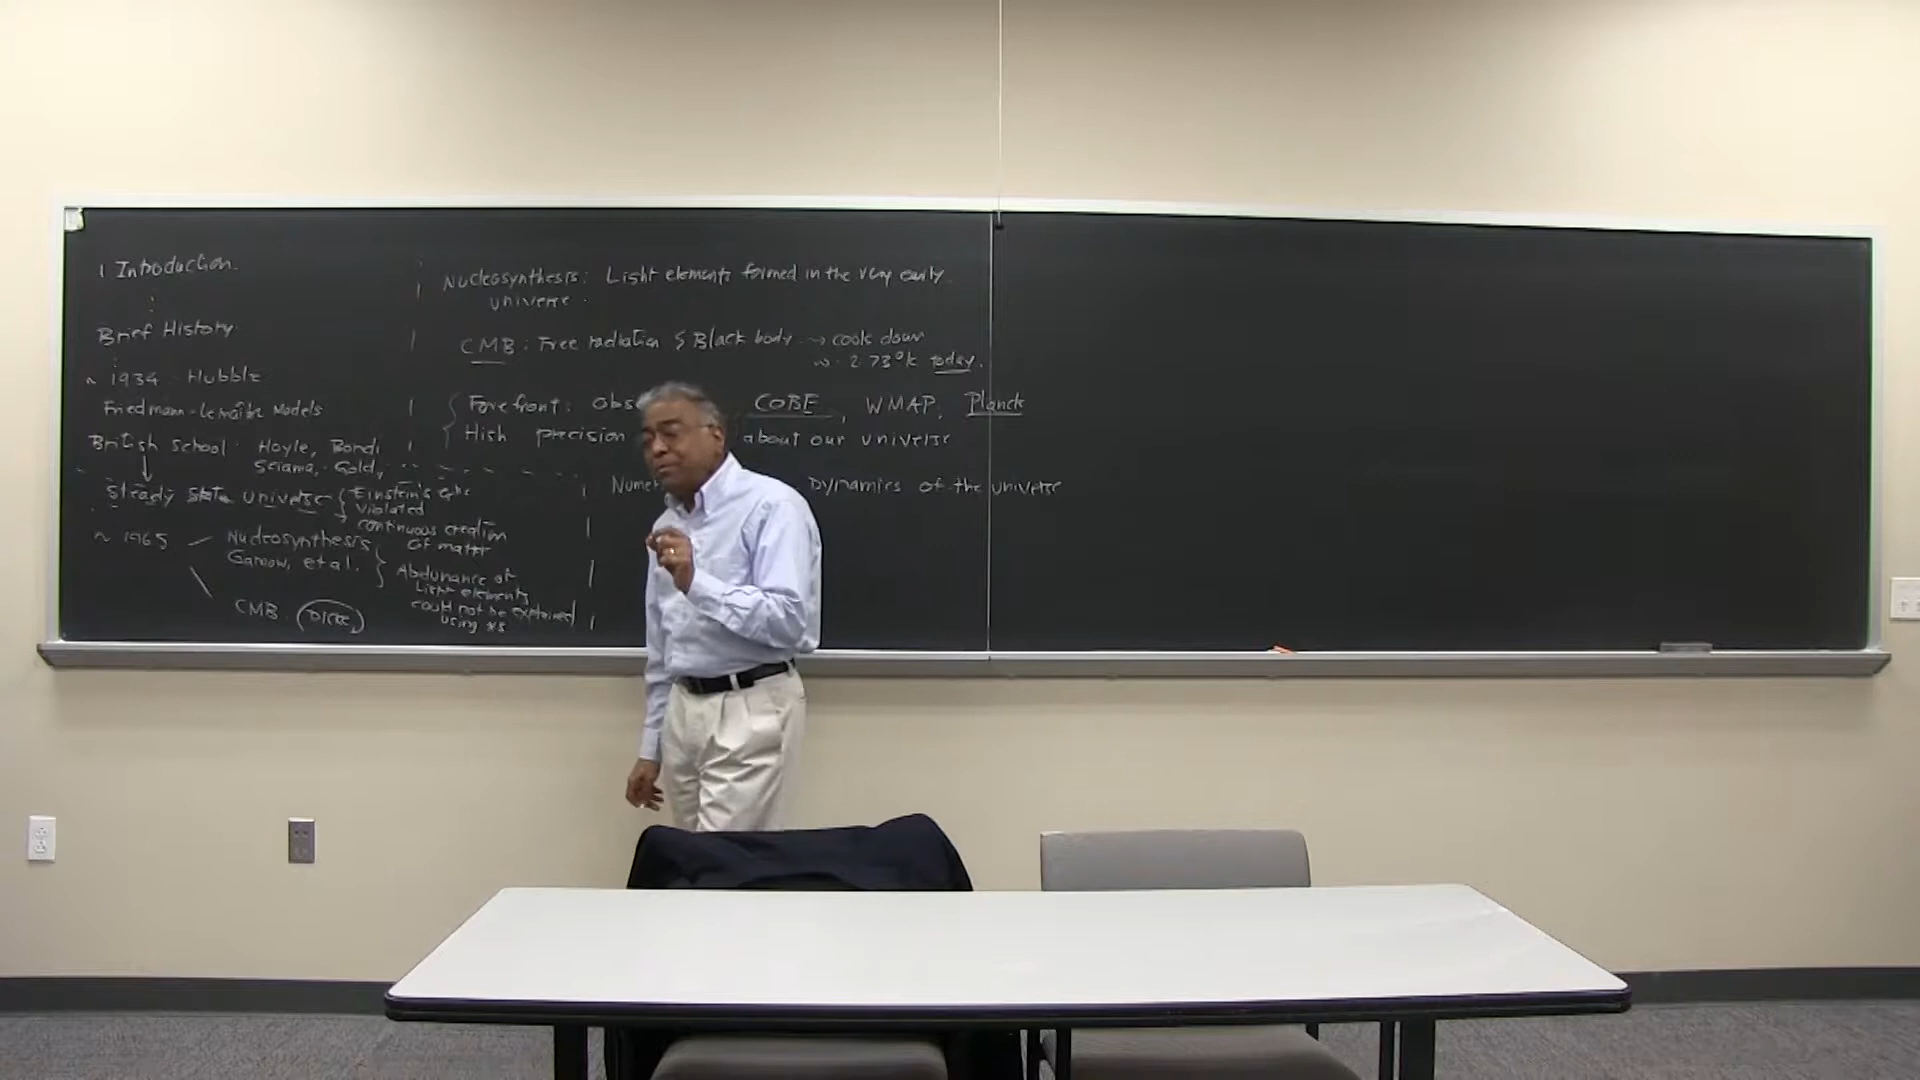 1 Introduction.
Brief History
~ 1934 Hubble
Friedmann-Lemaître Models
British School: Hoyle, Bondi
Sciama, Gold,
Steady State Universe
Einstein's
violated
continuous creation
of matter
~ 1965
Nucleosynthesis
Gamow, et al.
Abdunance of
Light elements
could not be explained
using *s
CMB. DICKE
Nucleosynthesis: Light elements formed in the very early
universe.
CMB: Free radiation & Black body → cools down
~ 2.73°K today.
Forefront: Obs COBE, WMAP, Planck
High precision about our universe
Nume Dynamics of the universe